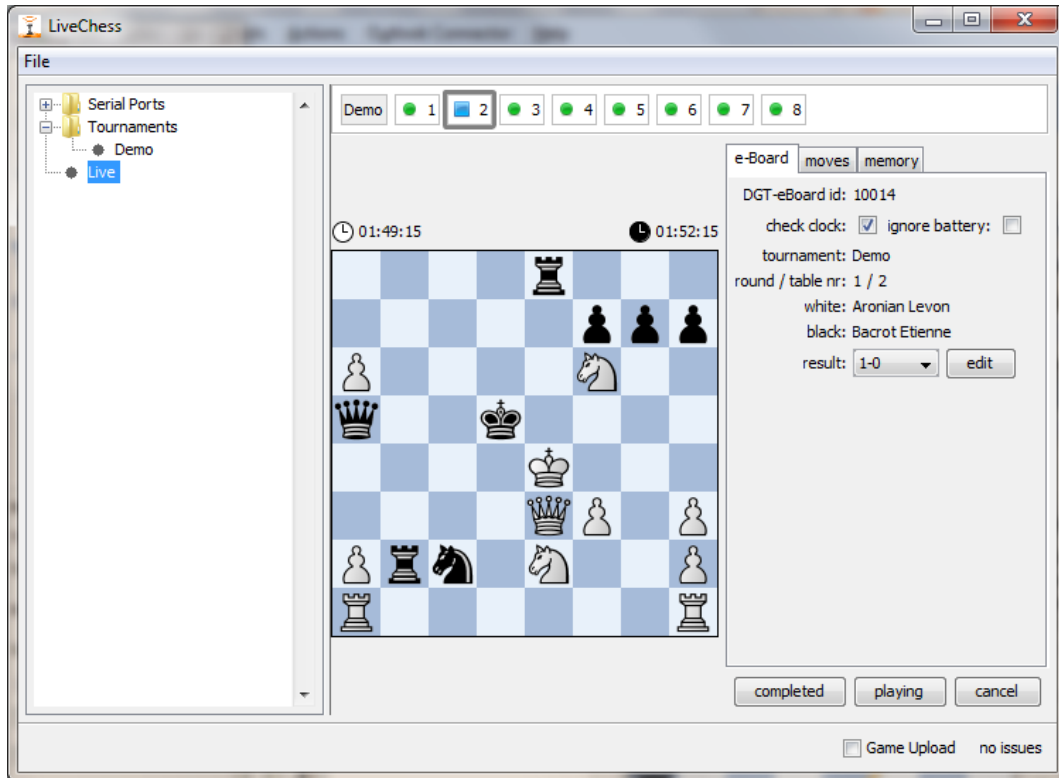 LiveChess
File
Serial Ports
Tournaments
Demo
Live
Demo 1 2 3 4 5 6 7 8
01:49:15 01:52:15
e-Board moves memory
DGT-eBoard id: 10014
check clock: ignore battery:
tournament: Demo
round / table nr: 1 / 2
white: Aronian Levon
black: Bacrot Etienne
result: 1-0 edit
completed playing cancel
Game Upload no issues